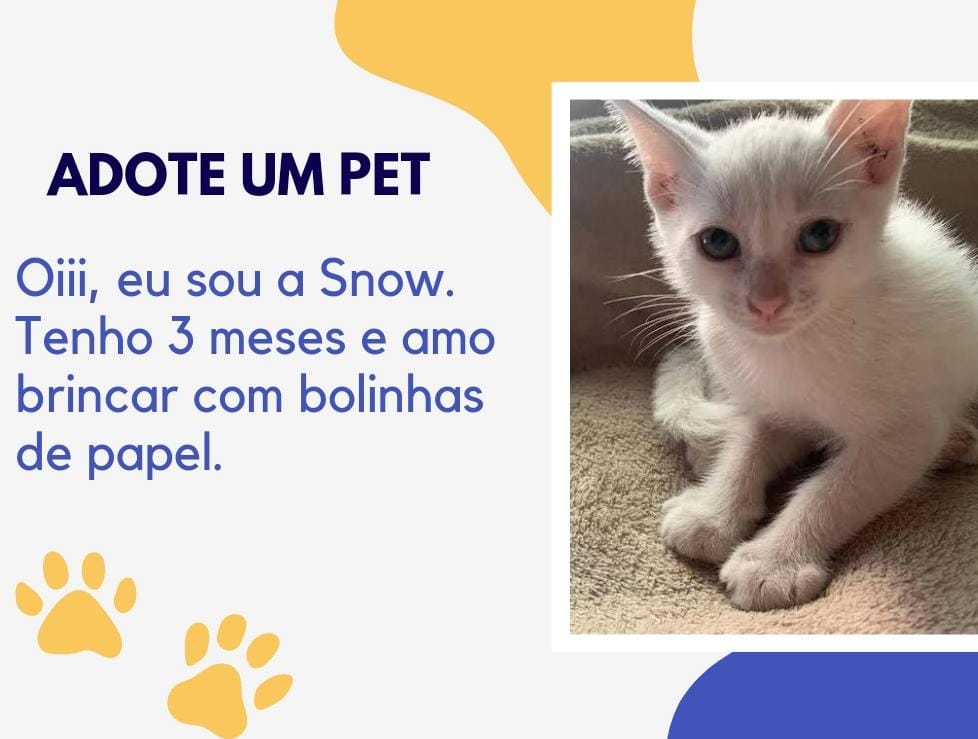 ADOTE UM PET
Oiii, eu sou a Snow.
Tenho 3 meses e amo
brincar com bolinhas
de papel.